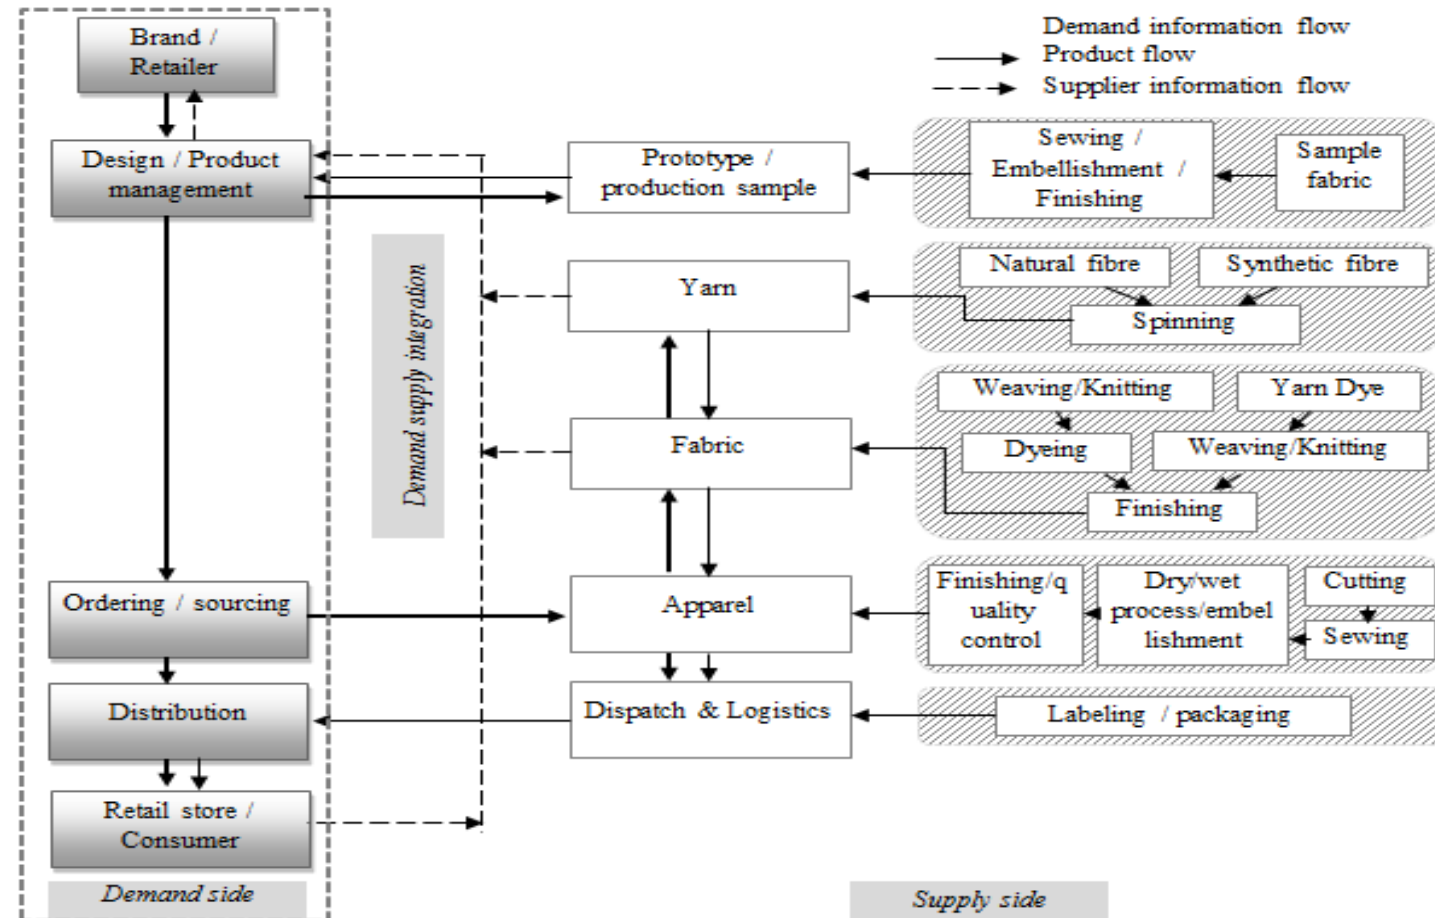 Brand /
Retailer
Design / Product
management
Ordering / sourcing
Distribution
Retail store /
Consumer
Demand side
Demand supply integration
Demand information flow
Product flow
Supplier information flow
Prototype /
production sample
Sewing /
Embellishment /
Finishing
Sample
fabric
Yarn
Natural fibre
Synthetic fibre
Spinning
Fabric
Weaving/Knitting
Yarn Dye
Dyeing
Weaving/Knitting
Finishing
Apparel
Finishing/q
uality
control
Dry/wet
process/embel
lishment
Cutting
Sewing
Dispatch & Logistics
Labeling / packaging
Supply side